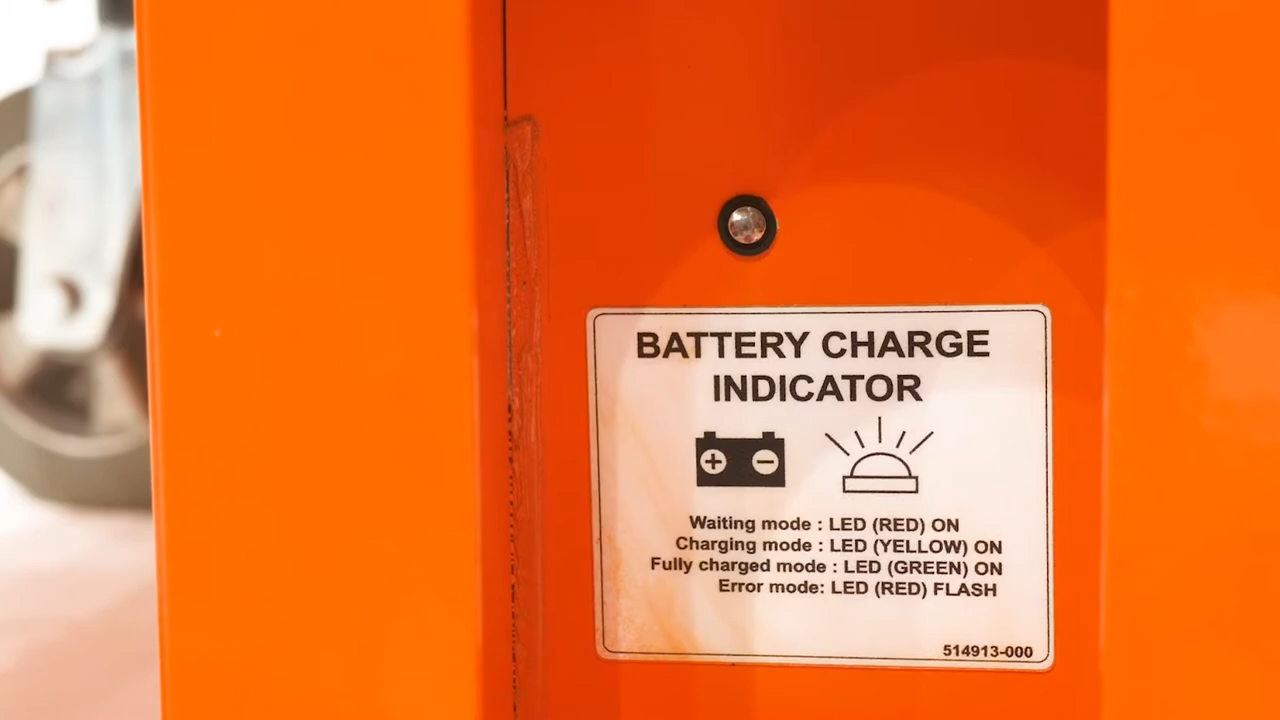 BATTERY CHARGE
INDICATOR
Waiting mode : LED (RED) ON
Charging mode : LED (YELLOW) ON
Fully charged mode : LED (GREEN) ON
Error mode: LED (RED) FLASH
514913-000